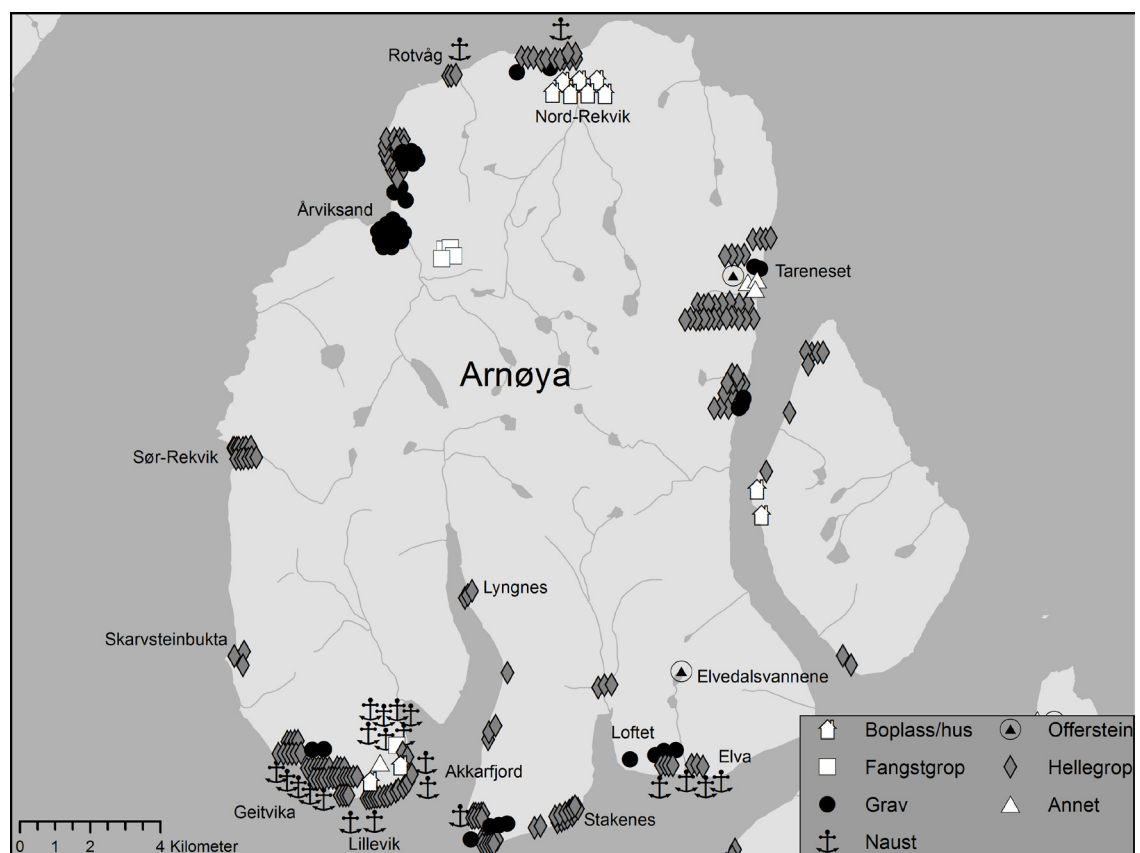 Rotvåg
Nord-Rekvik
Årviksand
Tareneset
Arnøya
Sør-Rekvik
Lyngnes
Skarvsteinbukta
Elvedalsvannene
Loftet
Elva
Akkarfjord
Geitvika
Stakenes
Lillevik
0 1 2 4 Kilometer
Boplass/hus
Offerstein
Fangstgrop
Hellegrop
Grav
Annet
Naust